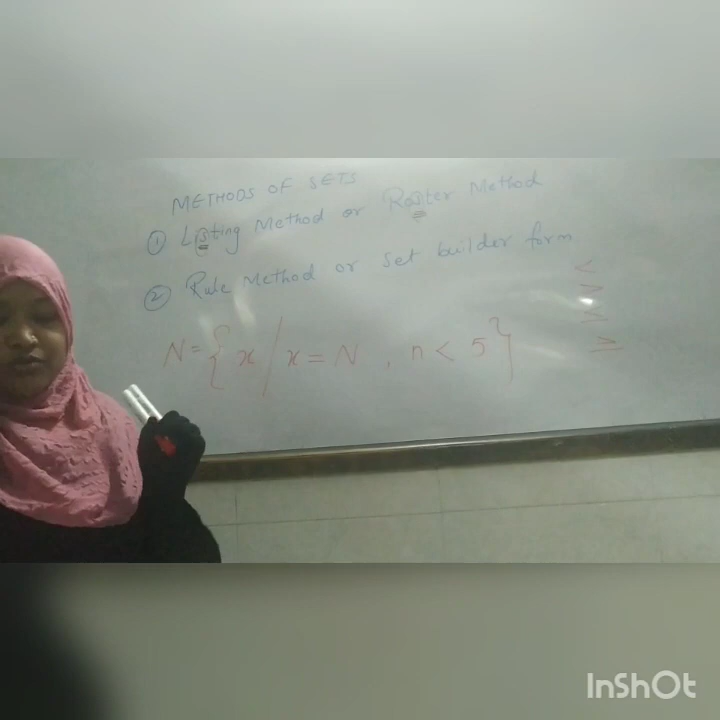 METHODS OF SETS
① Listing Method or Roster Method
② Rule Method or Set builder form
N = { x / x = N , n < 5 }
<
>
≤
≥
InShOt